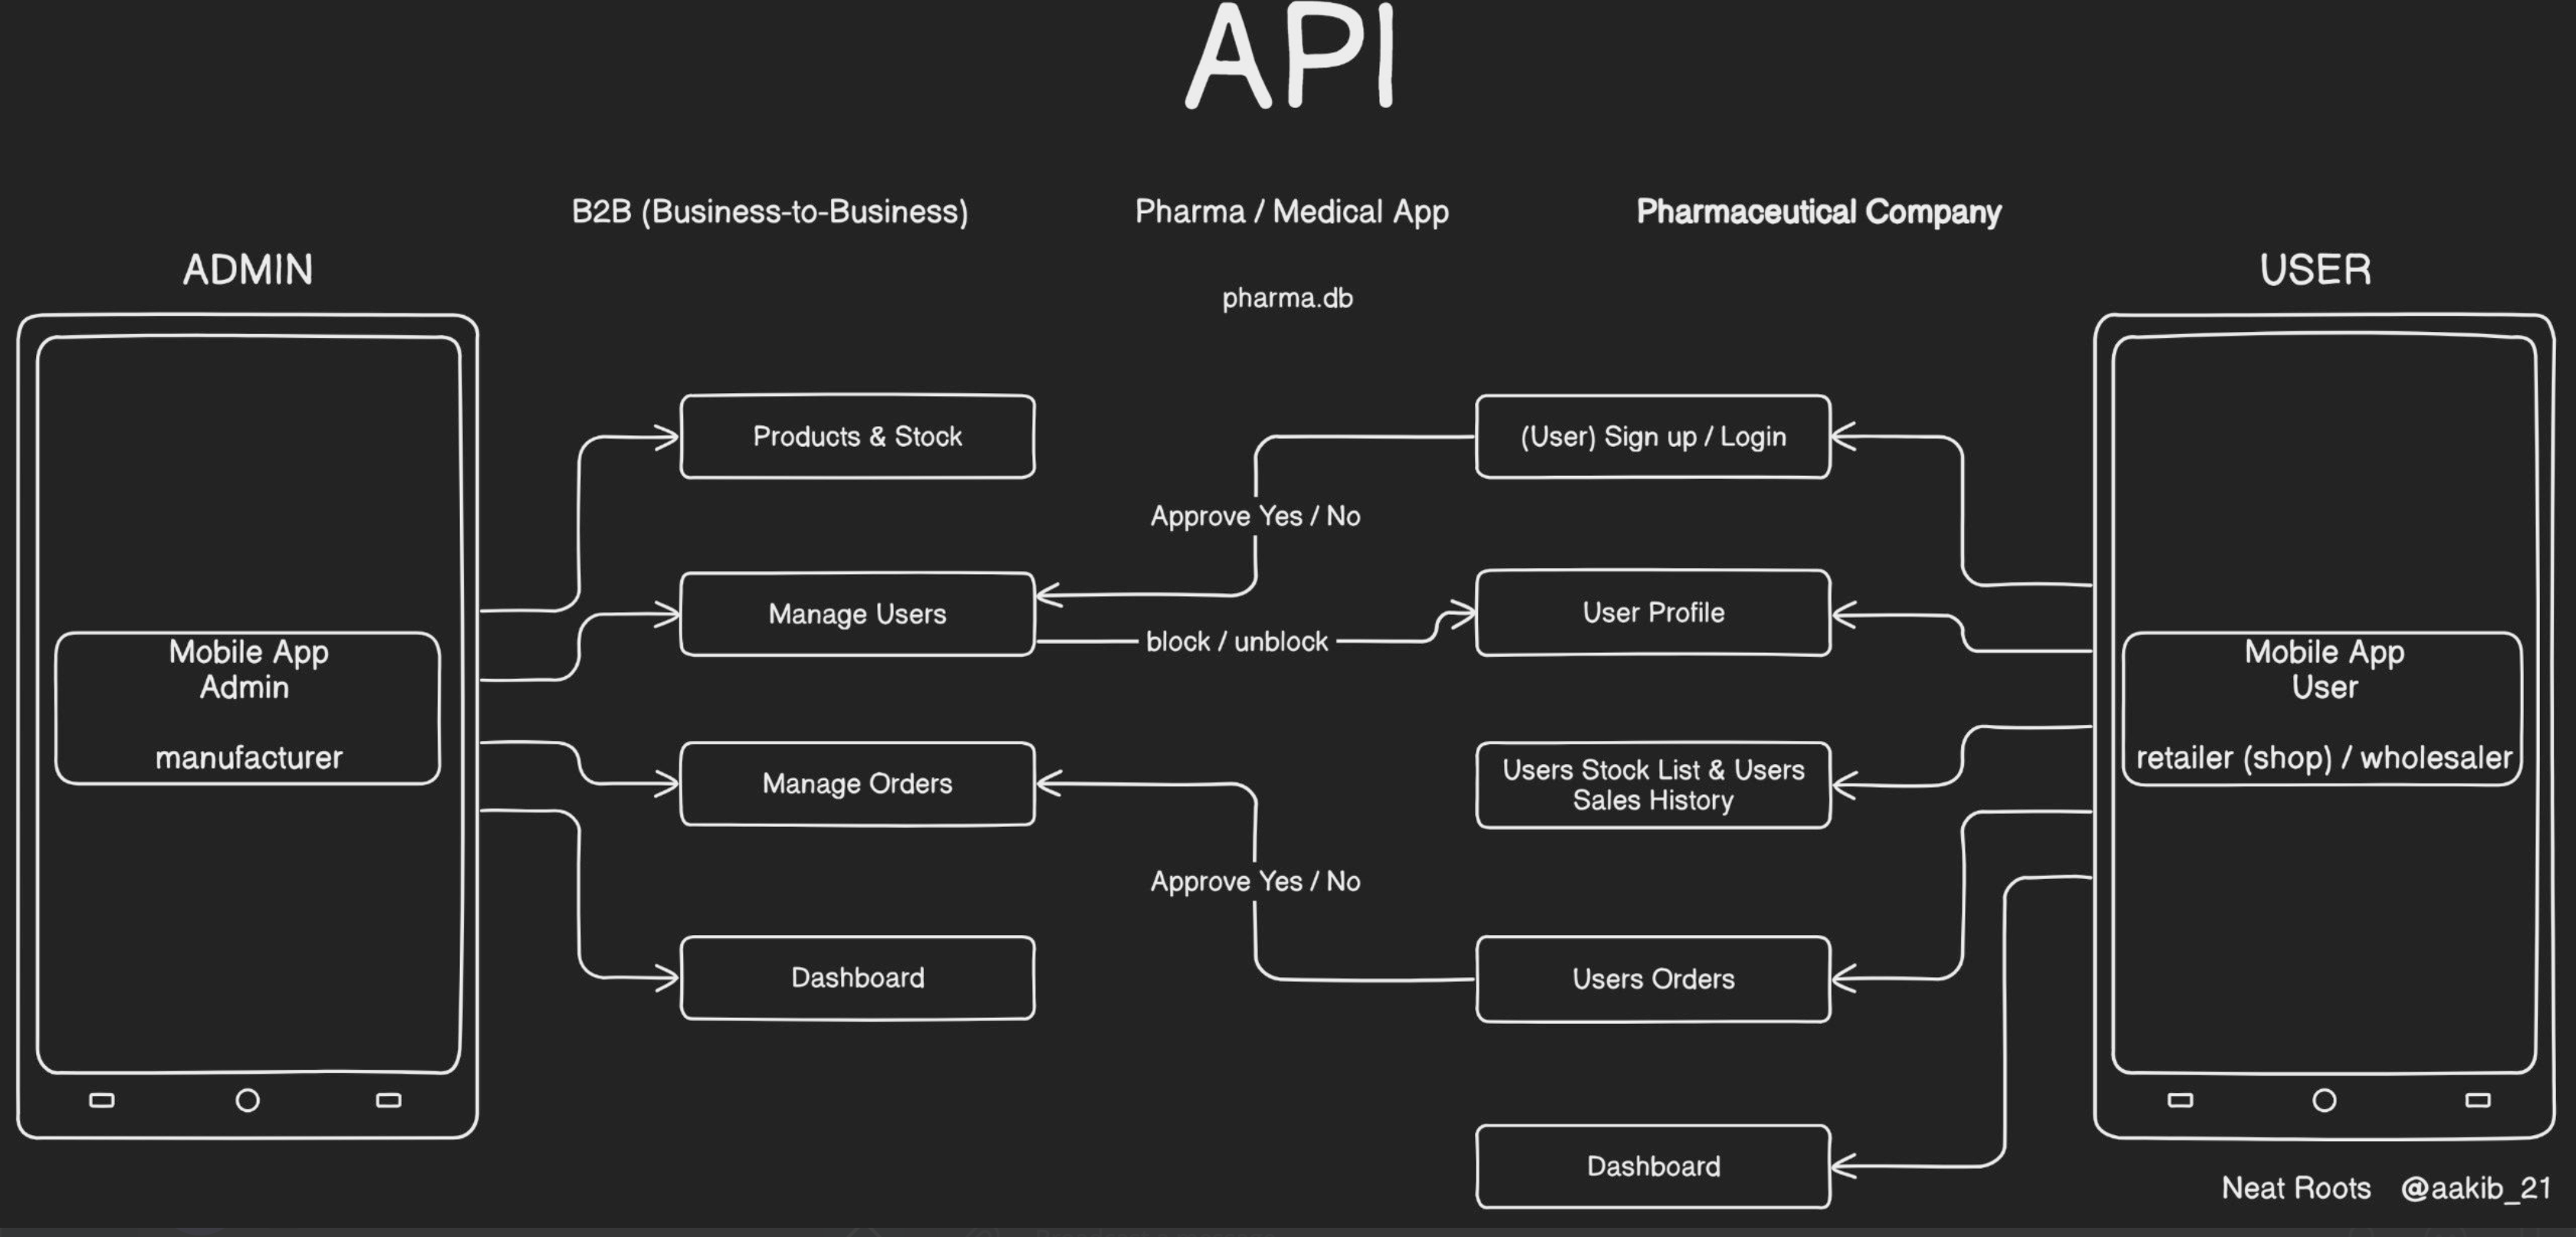 API
B2B (Business-to-Business)
Pharma / Medical App
Pharmaceutical Company
ADMIN
USER
pharma.db
Products & Stock
(User) Sign up / Login
Approve Yes / No
Manage Users
User Profile
block / unblock
Mobile App
Admin
manufacturer
Mobile App
User
retailer (shop) / wholesaler
Manage Orders
Users Stock List & Users
Sales History
Approve Yes / No
Dashboard
Users Orders
Dashboard
Neat Roots @aakib_21